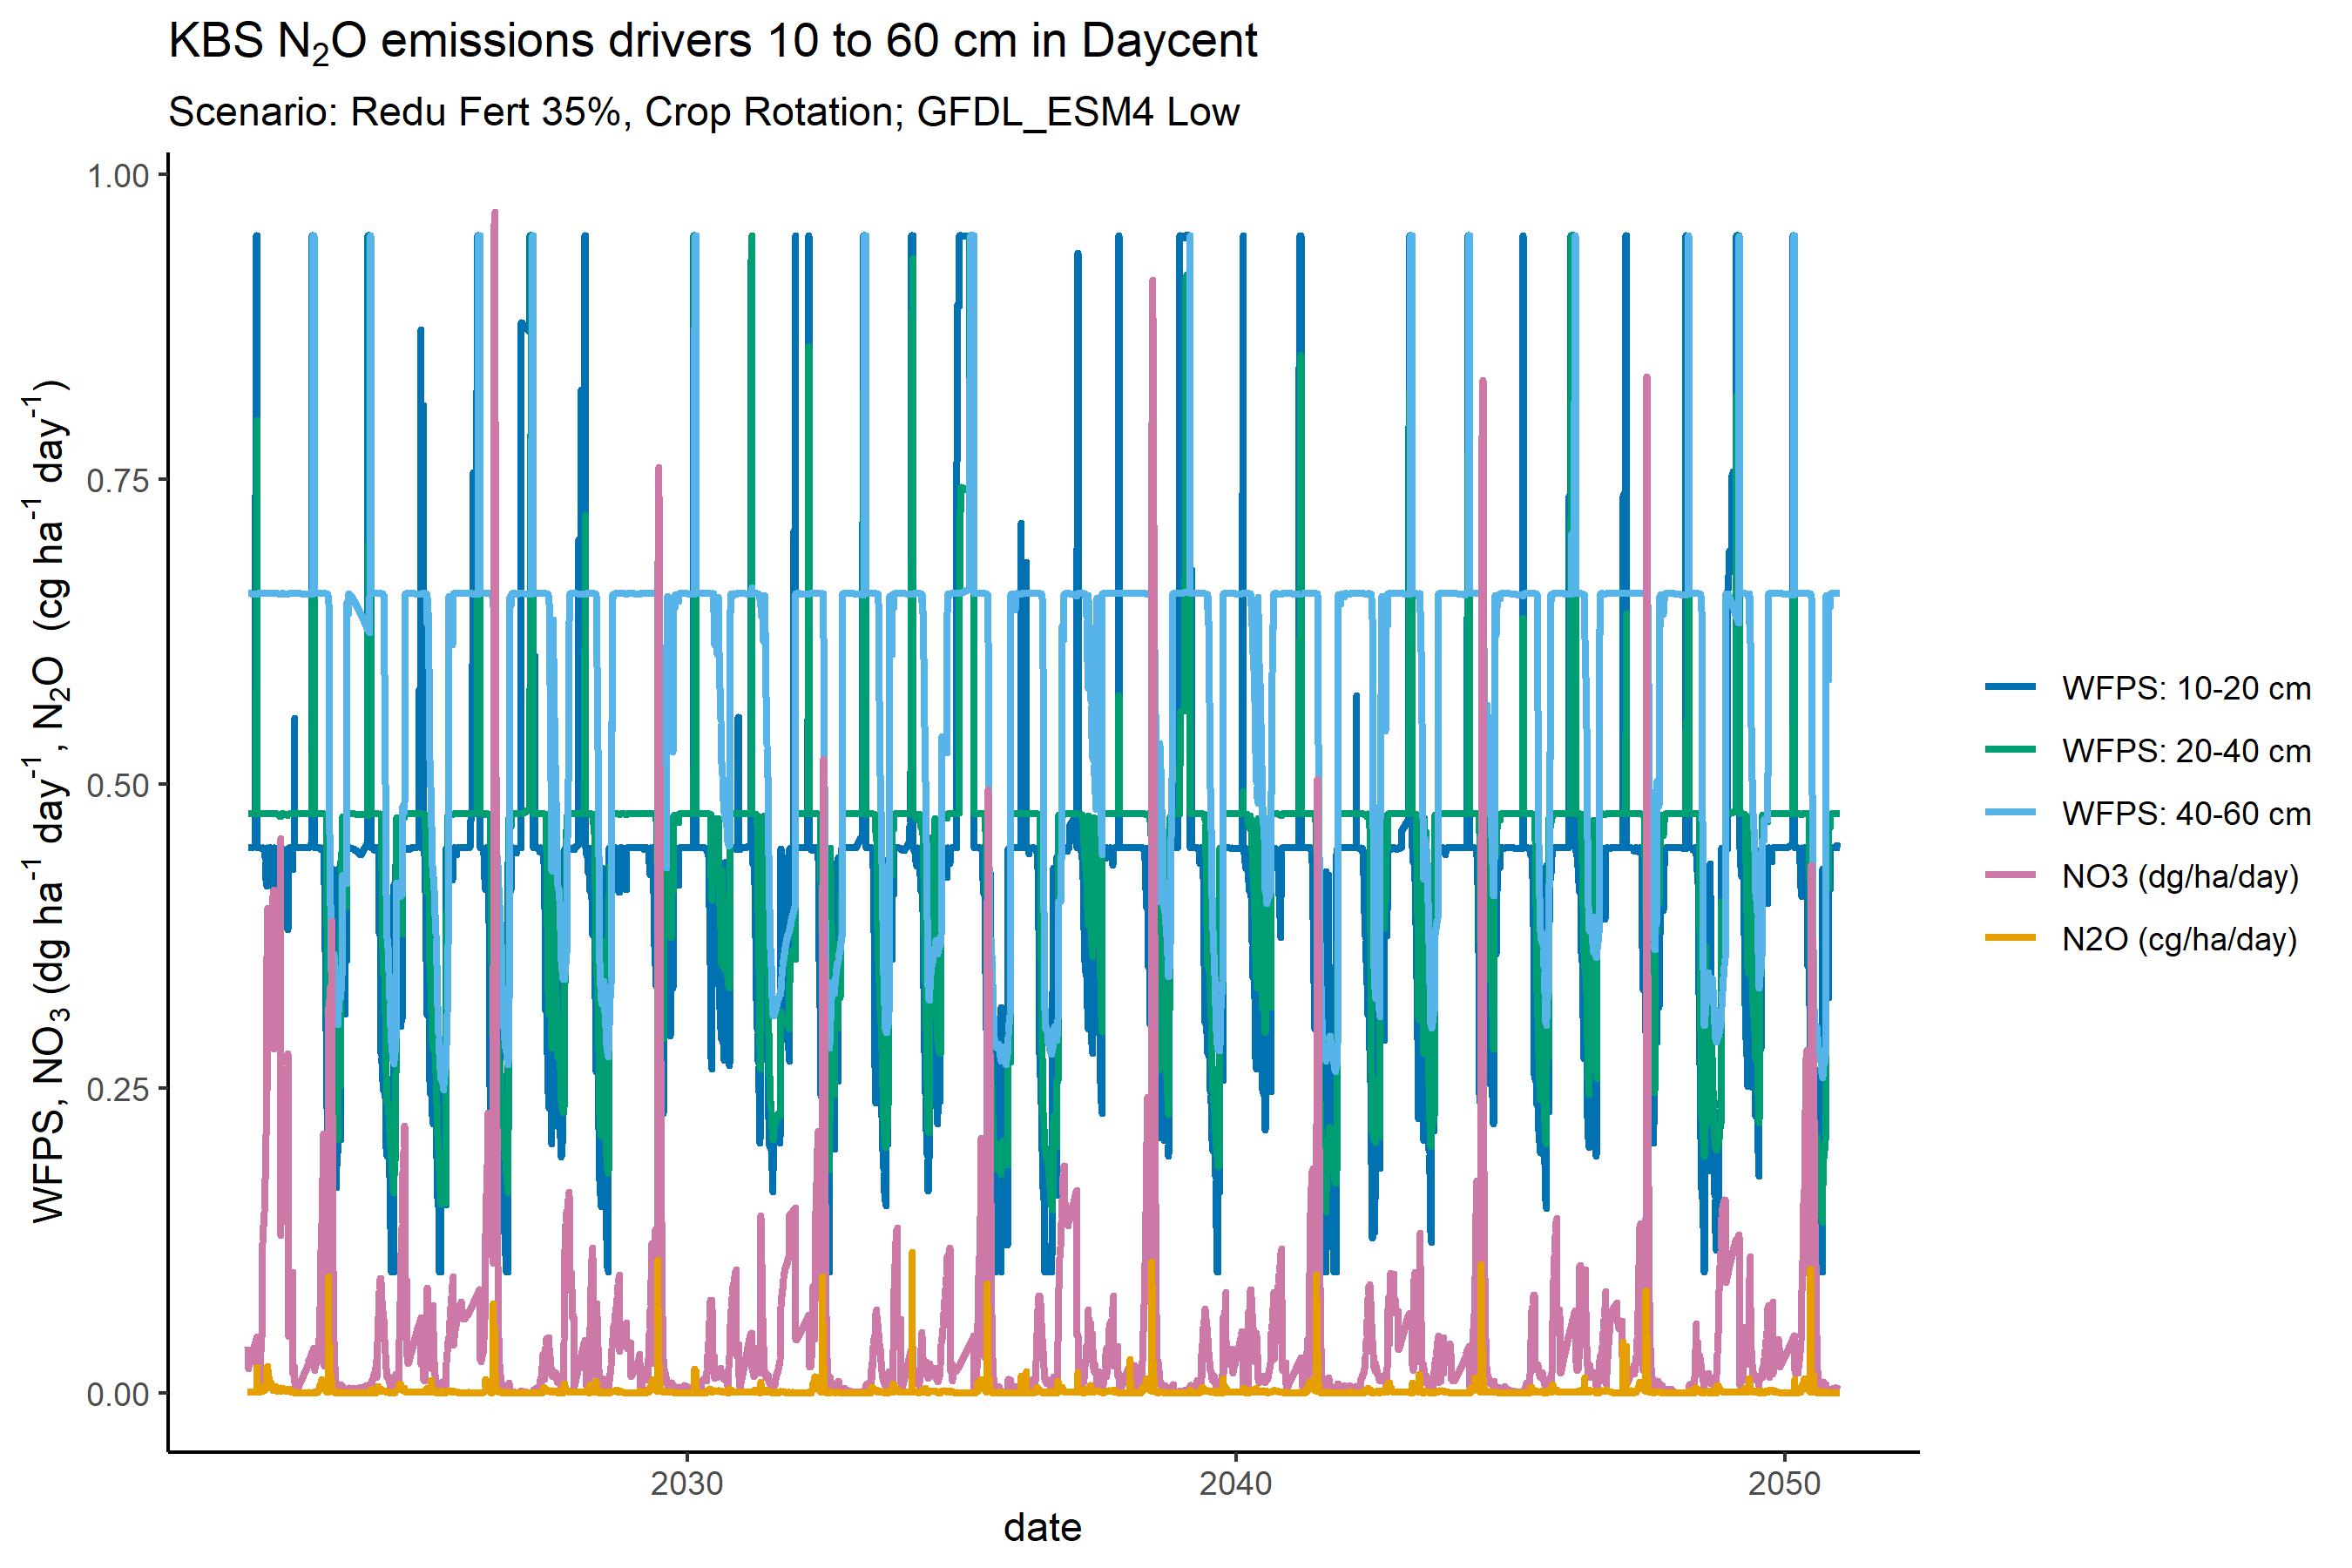 KBS N₂O emissions drivers 10 to 60 cm in Daycent
Scenario: Redu Fert 35%, Crop Rotation; GFDL_ESM4 Low
WFPS, NO₃ (dg ha⁻¹ day⁻¹, N₂O (cg ha⁻¹ day⁻¹)
1.00
0.75
0.50
0.25
0.00
2030
2040
2050
date
WFPS: 10-20 cm
WFPS: 20-40 cm
WFPS: 40-60 cm
NO3 (dg/ha/day)
N2O (cg/ha/day)